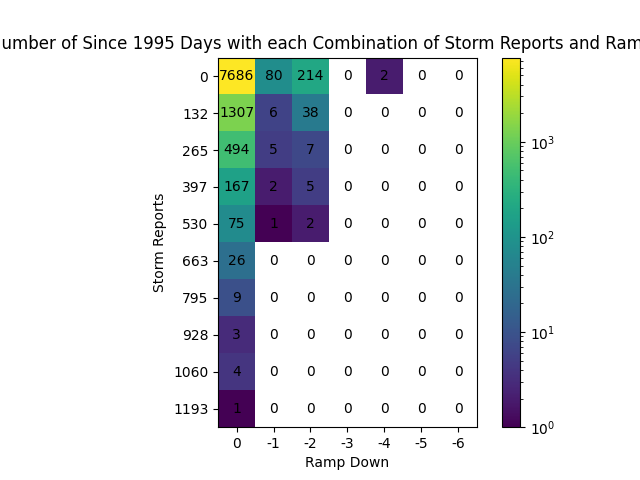 umber of Since 1995 Days with each Combination of Storm Reports and Ram
0 7686 80 214 0 2 0 0
132 1307 6 38 0 0 0 0
265 494 5 7 0 0 0 0
397 167 2 5 0 0 0 0
530 75 1 2 0 0 0 0
663 26 0 0 0 0 0 0
795 9 0 0 0 0 0 0
928 3 0 0 0 0 0 0
1060 4 0 0 0 0 0 0
1193 1 0 0 0 0 0 0
0 -1 -2 -3 -4 -5 -6
Ramp Down
Storm Reports
10³
10²
10¹
10⁰